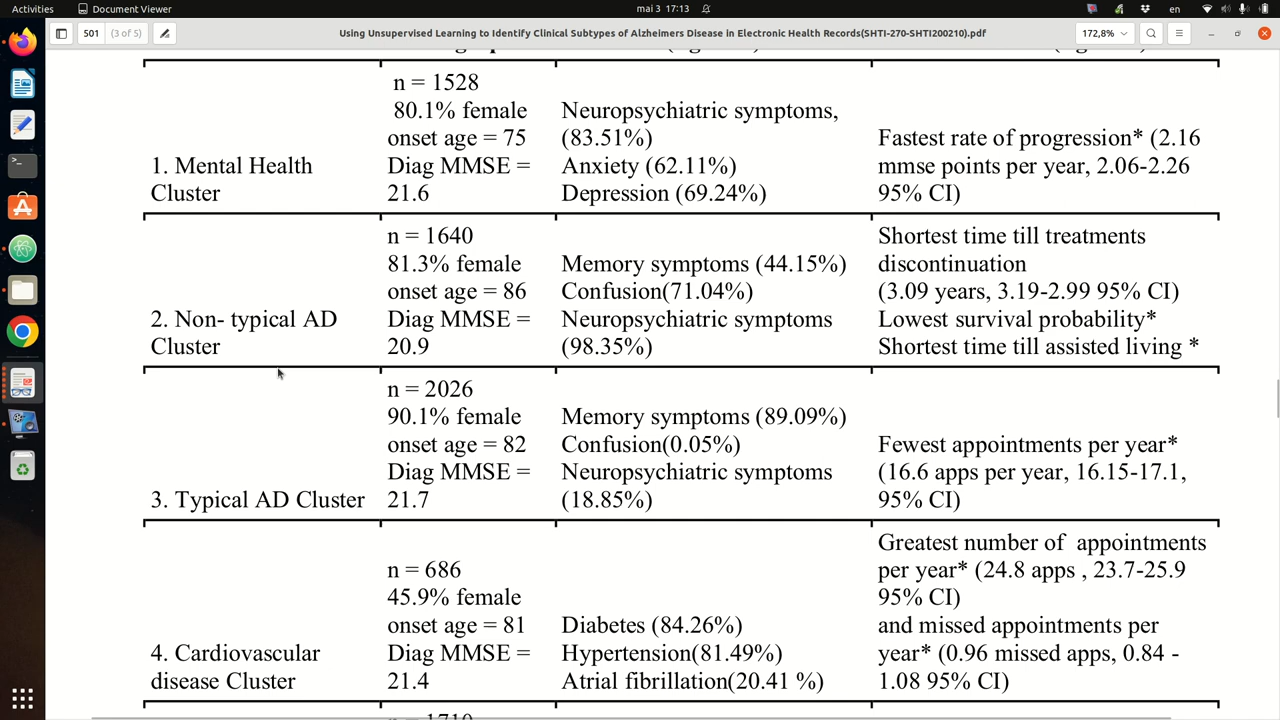 Activities
Document Viewer
mai 3 17:13
en
501
(3 of 5)
Using Unsupervised Learning to Identify Clinical Subtypes of Alzheimers Disease in Electronic Health Records(SHTI-270-SHTI200210).pdf
172,8%
n = 1528
80.1% female
onset age = 75
Diag MMSE =
21.6
1. Mental Health
Cluster
Neuropsychiatric symptoms,
(83.51%)
Anxiety (62.11%)
Depression (69.24%)
Fastest rate of progression* (2.16
mmse points per year, 2.06-2.26
95% CI)
n = 1640
81.3% female
onset age = 86
Diag MMSE =
20.9
2. Non- typical AD
Cluster
Memory symptoms (44.15%)
Confusion(71.04%)
Neuropsychiatric symptoms
(98.35%)
Shortest time till treatments
discontinuation
(3.09 years, 3.19-2.99 95% CI)
Lowest survival probability*
Shortest time till assisted living *
n = 2026
90.1% female
onset age = 82
Diag MMSE =
21.7
3. Typical AD Cluster
Memory symptoms (89.09%)
Confusion(0.05%)
Neuropsychiatric symptoms
(18.85%)
Fewest appointments per year*
(16.6 apps per year, 16.15-17.1,
95% CI)
n = 686
45.9% female
onset age = 81
Diag MMSE =
21.4
4. Cardiovascular
disease Cluster
Diabetes (84.26%)
Hypertension(81.49%)
Atrial fibrillation(20.41 %)
Greatest number of appointments
per year* (24.8 apps , 23.7-25.9
95% CI)
and missed appointments per
year* (0.96 missed apps, 0.84 -
1.08 95% CI)
n = 1710